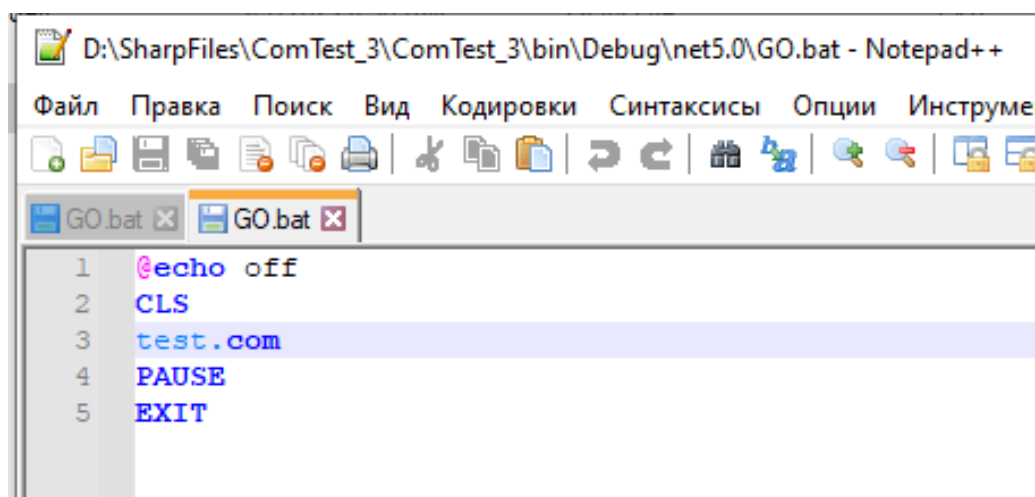 D:\SharpFiles\ComTest_3\ComTest_3\bin\Debug\net5.0\GO.bat - Notepad++
Файл Правка Поиск Вид Кодировки Синтаксисы Опции Инструме
GO.bat GO.bat
1 @echo off
2 CLS
3 test.com
4 PAUSE
5 EXIT